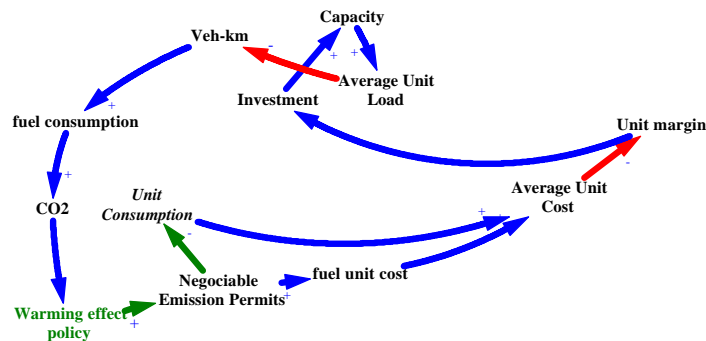 Capacity
Veh-km
-
+
+
Average Unit
Load
Investment
+
fuel consumption
Unit margin
-
+
CO2
Unit
Consumption
Average Unit
Cost
+
+
-
fuel unit cost
Negociable
Emission Permits
+
Warming effect
policy
+